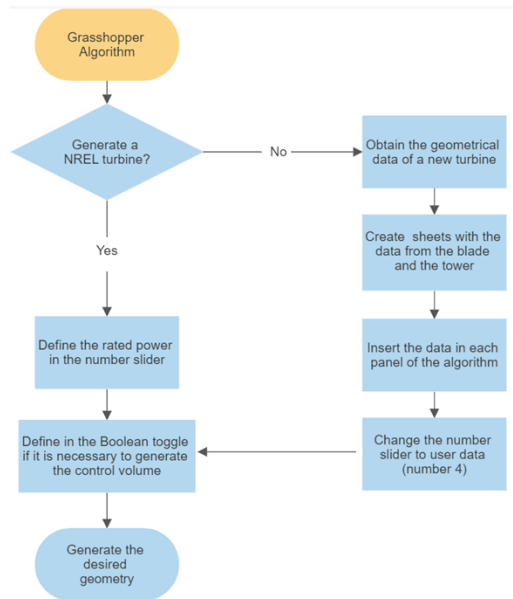 Grasshopper
Algorithm
Generate a
NREL turbine?
No
Obtain the geometrical
data of a new turbine
Create sheets with the
data from the blade
and the tower
Yes
Define the rated power
in the number slider
Insert the data in each
panel of the algorithm
Define in the Boolean toggle
if it is necessary to generate
the control volume
Change the number
slider to user data
(number 4)
Generate the
desired
geometry